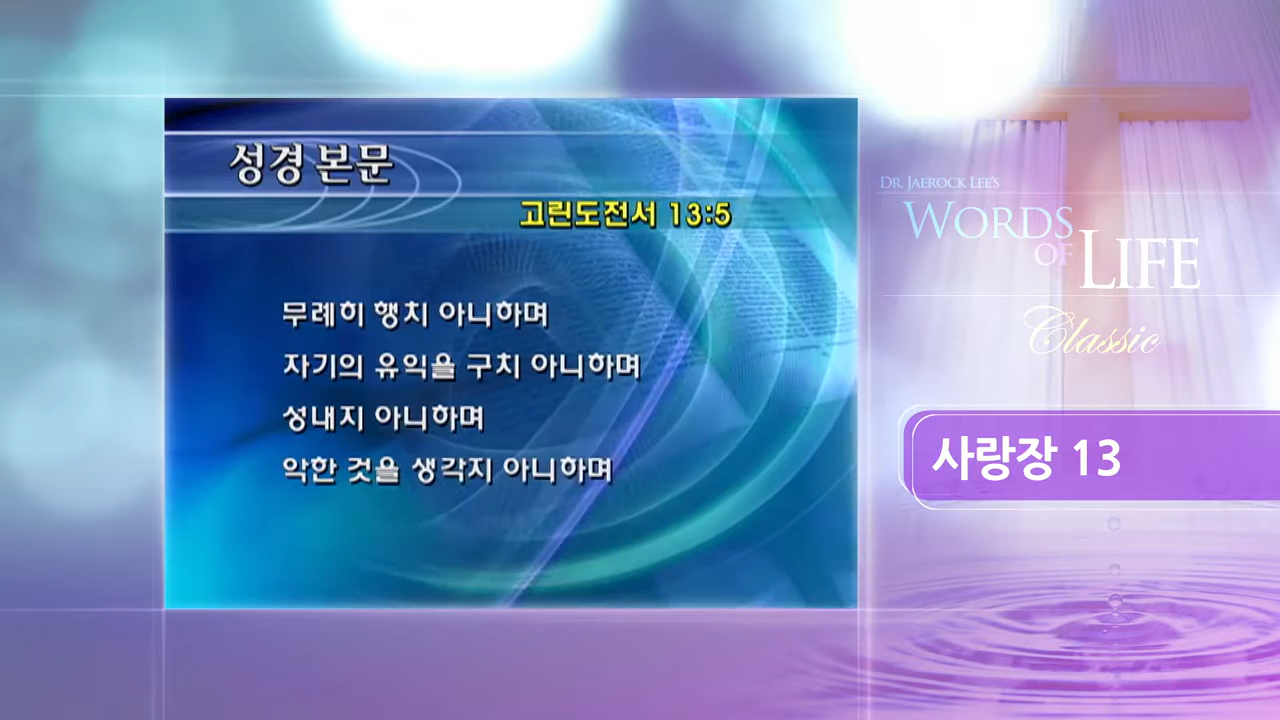 성경 본문
고린도전서 13:5
무례히 행치 아니하며
자기의 유익을 구치 아니하며
성내지 아니하며
악한 것을 생각지 아니하며
DR. JAEROCK LEE'S
WORDS
OF LIFE
Classic
사랑장 13